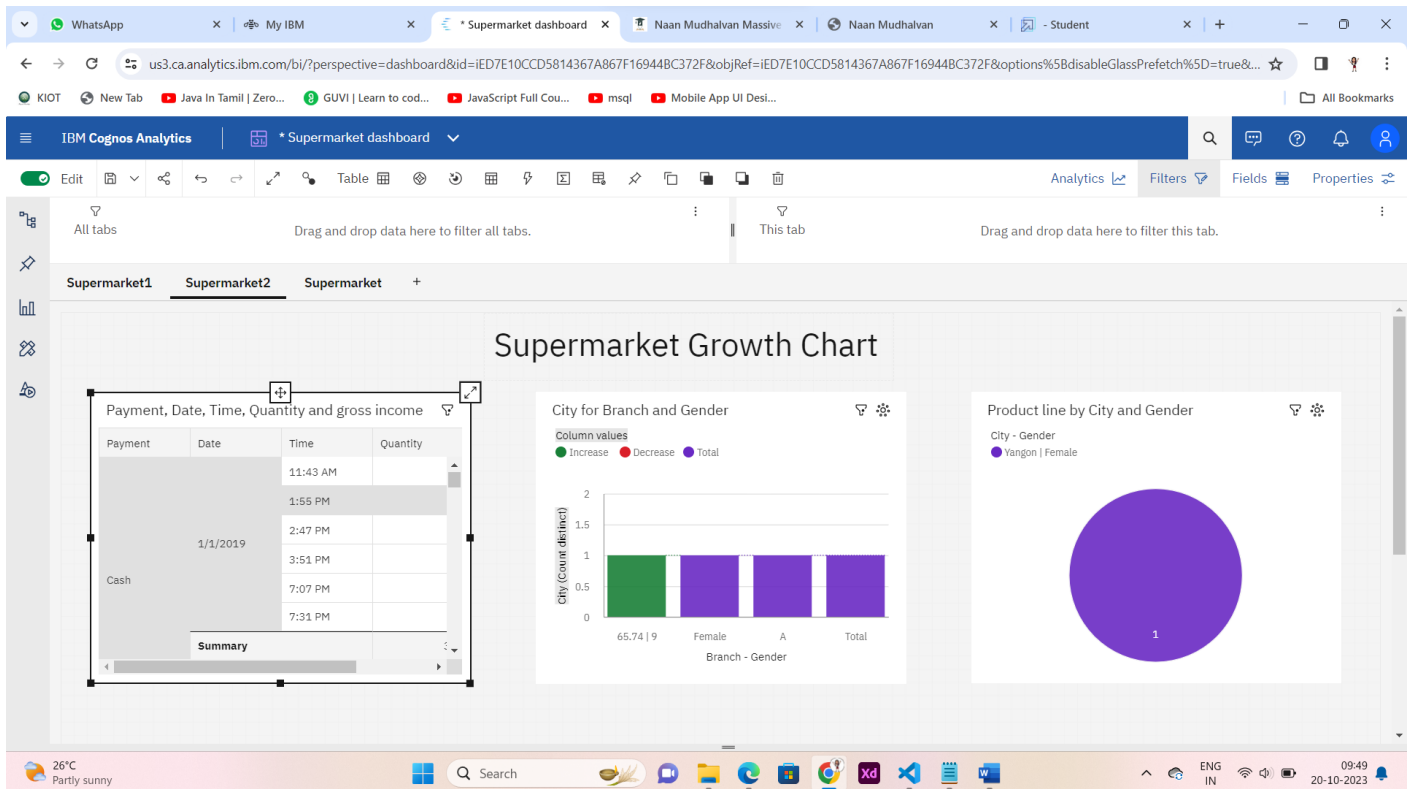 WhatsApp
My IBM
* Supermarket dashboard
Naan Mudhalvan Massive
Naan Mudhalvan
- Student
us3.ca.analytics.ibm.com/bi/?perspective=dashboard&id=iED7E10CCD5814367A867F16944BC372F&objRef=iED7E10CCD5814367A867F16944BC372F&options%5BdisableGlassPrefetch%5D=true&...
KIOT
New Tab
Java In Tamil | Zero...
GUVI | Learn to cod...
JavaScript Full Cou...
msql
Mobile App UI Desi...
All Bookmarks
IBM Cognos Analytics
* Supermarket dashboard
Edit
Table
Analytics
Filters
Fields
Properties
All tabs
Drag and drop data here to filter all tabs.
This tab
Drag and drop data here to filter this tab.
Supermarket1
Supermarket2
Supermarket
+
Supermarket Growth Chart
Payment, Date, Time, Quantity and gross income
Payment Date Time Quantity
11:43 AM
1:55 PM
2:47 PM
1/1/2019
3:51 PM
Cash
7:07 PM
7:31 PM
Summary
City for Branch and Gender
Column values
Increase Decrease Total
2
1.5
1
0.5
0
City (Count distinct)
65.74 | 9 Female A Total
Branch - Gender
Product line by City and Gender
City - Gender
Yangon | Female
1
26°C
Partly sunny
Search
Xd
ENG
IN
09:49
20-10-2023